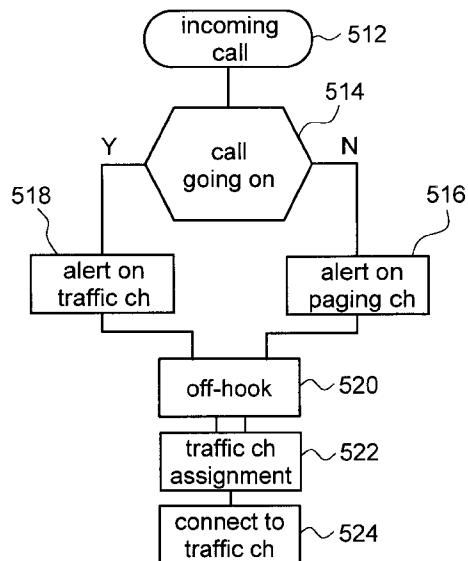 incoming
call
512
514
Y
call
going on
N
518
516
alert on
traffic ch
alert on
paging ch
off-hook
520
traffic ch
assignment
522
connect to
traffic ch
524